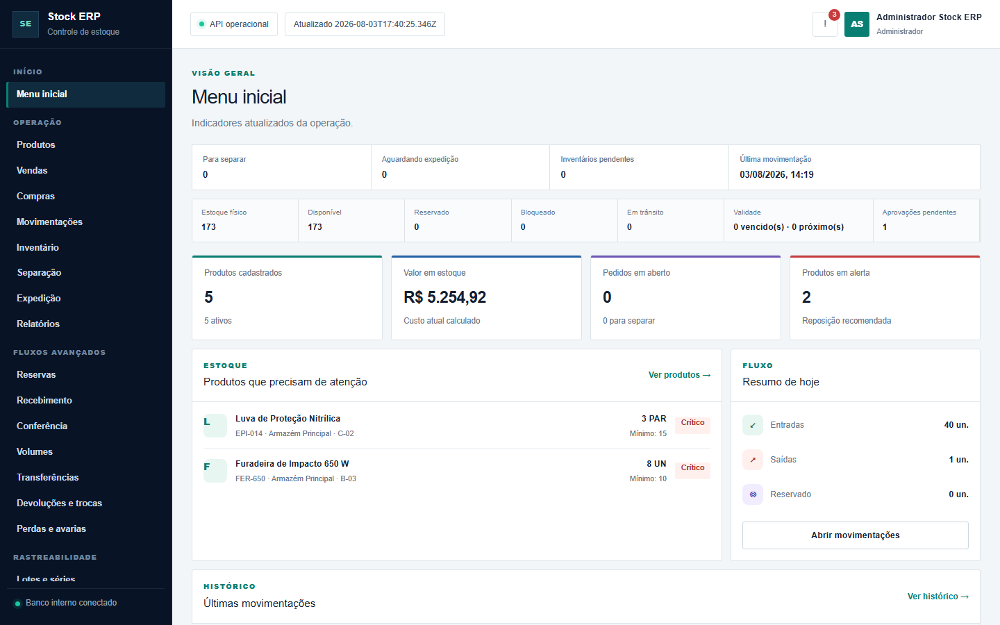 SE
Stock ERP
Controle de estoque
INÍCIO
Menu inicial
OPERAÇÃO
Produtos
Vendas
Compras
Movimentações
Inventário
Separação
Expedição
Relatórios
FLUXOS AVANÇADOS
Reservas
Recebimento
Conferência
Volumes
Transferências
Devoluções e trocas
Perdas e avarias
RASTREABILIDADE
Lotes e séries
Banco interno conectado
API operacional
Atualizado 2026-08-03T17:40:25.346Z
!
3
AS
Administrador Stock ERP
Administrador
VISÃO GERAL
Menu inicial
Indicadores atualizados da operação.
Para separar
0
Aguardando expedição
0
Inventários pendentes
0
Última movimentação
03/08/2026, 14:19
Estoque físico
173
Disponível
173
Reservado
0
Bloqueado
0
Em trânsito
0
Validade
0 vencido(s) · 0 próximo(s)
Aprovações pendentes
1
Produtos cadastrados
5
5 ativos
Valor em estoque
R$ 5.254,92
Custo atual calculado
Pedidos em aberto
0
0 para separar
Produtos em alerta
2
Reposição recomendada
ESTOQUE
Produtos que precisam de atenção
Ver produtos →
L
Luva de Proteção Nitrílica
EPI-014 · Armazém Principal · C-02
3 PAR
Mínimo: 15
Crítico
F
Furadeira de Impacto 650 W
FER-650 · Armazém Principal · B-03
8 UN
Mínimo: 10
Crítico
FLUXO
Resumo de hoje
↙ Entradas 40 un.
↗ Saídas 1 un.
◎ Reservado 0 un.
Abrir movimentações
HISTÓRICO
Últimas movimentações
Ver histórico →